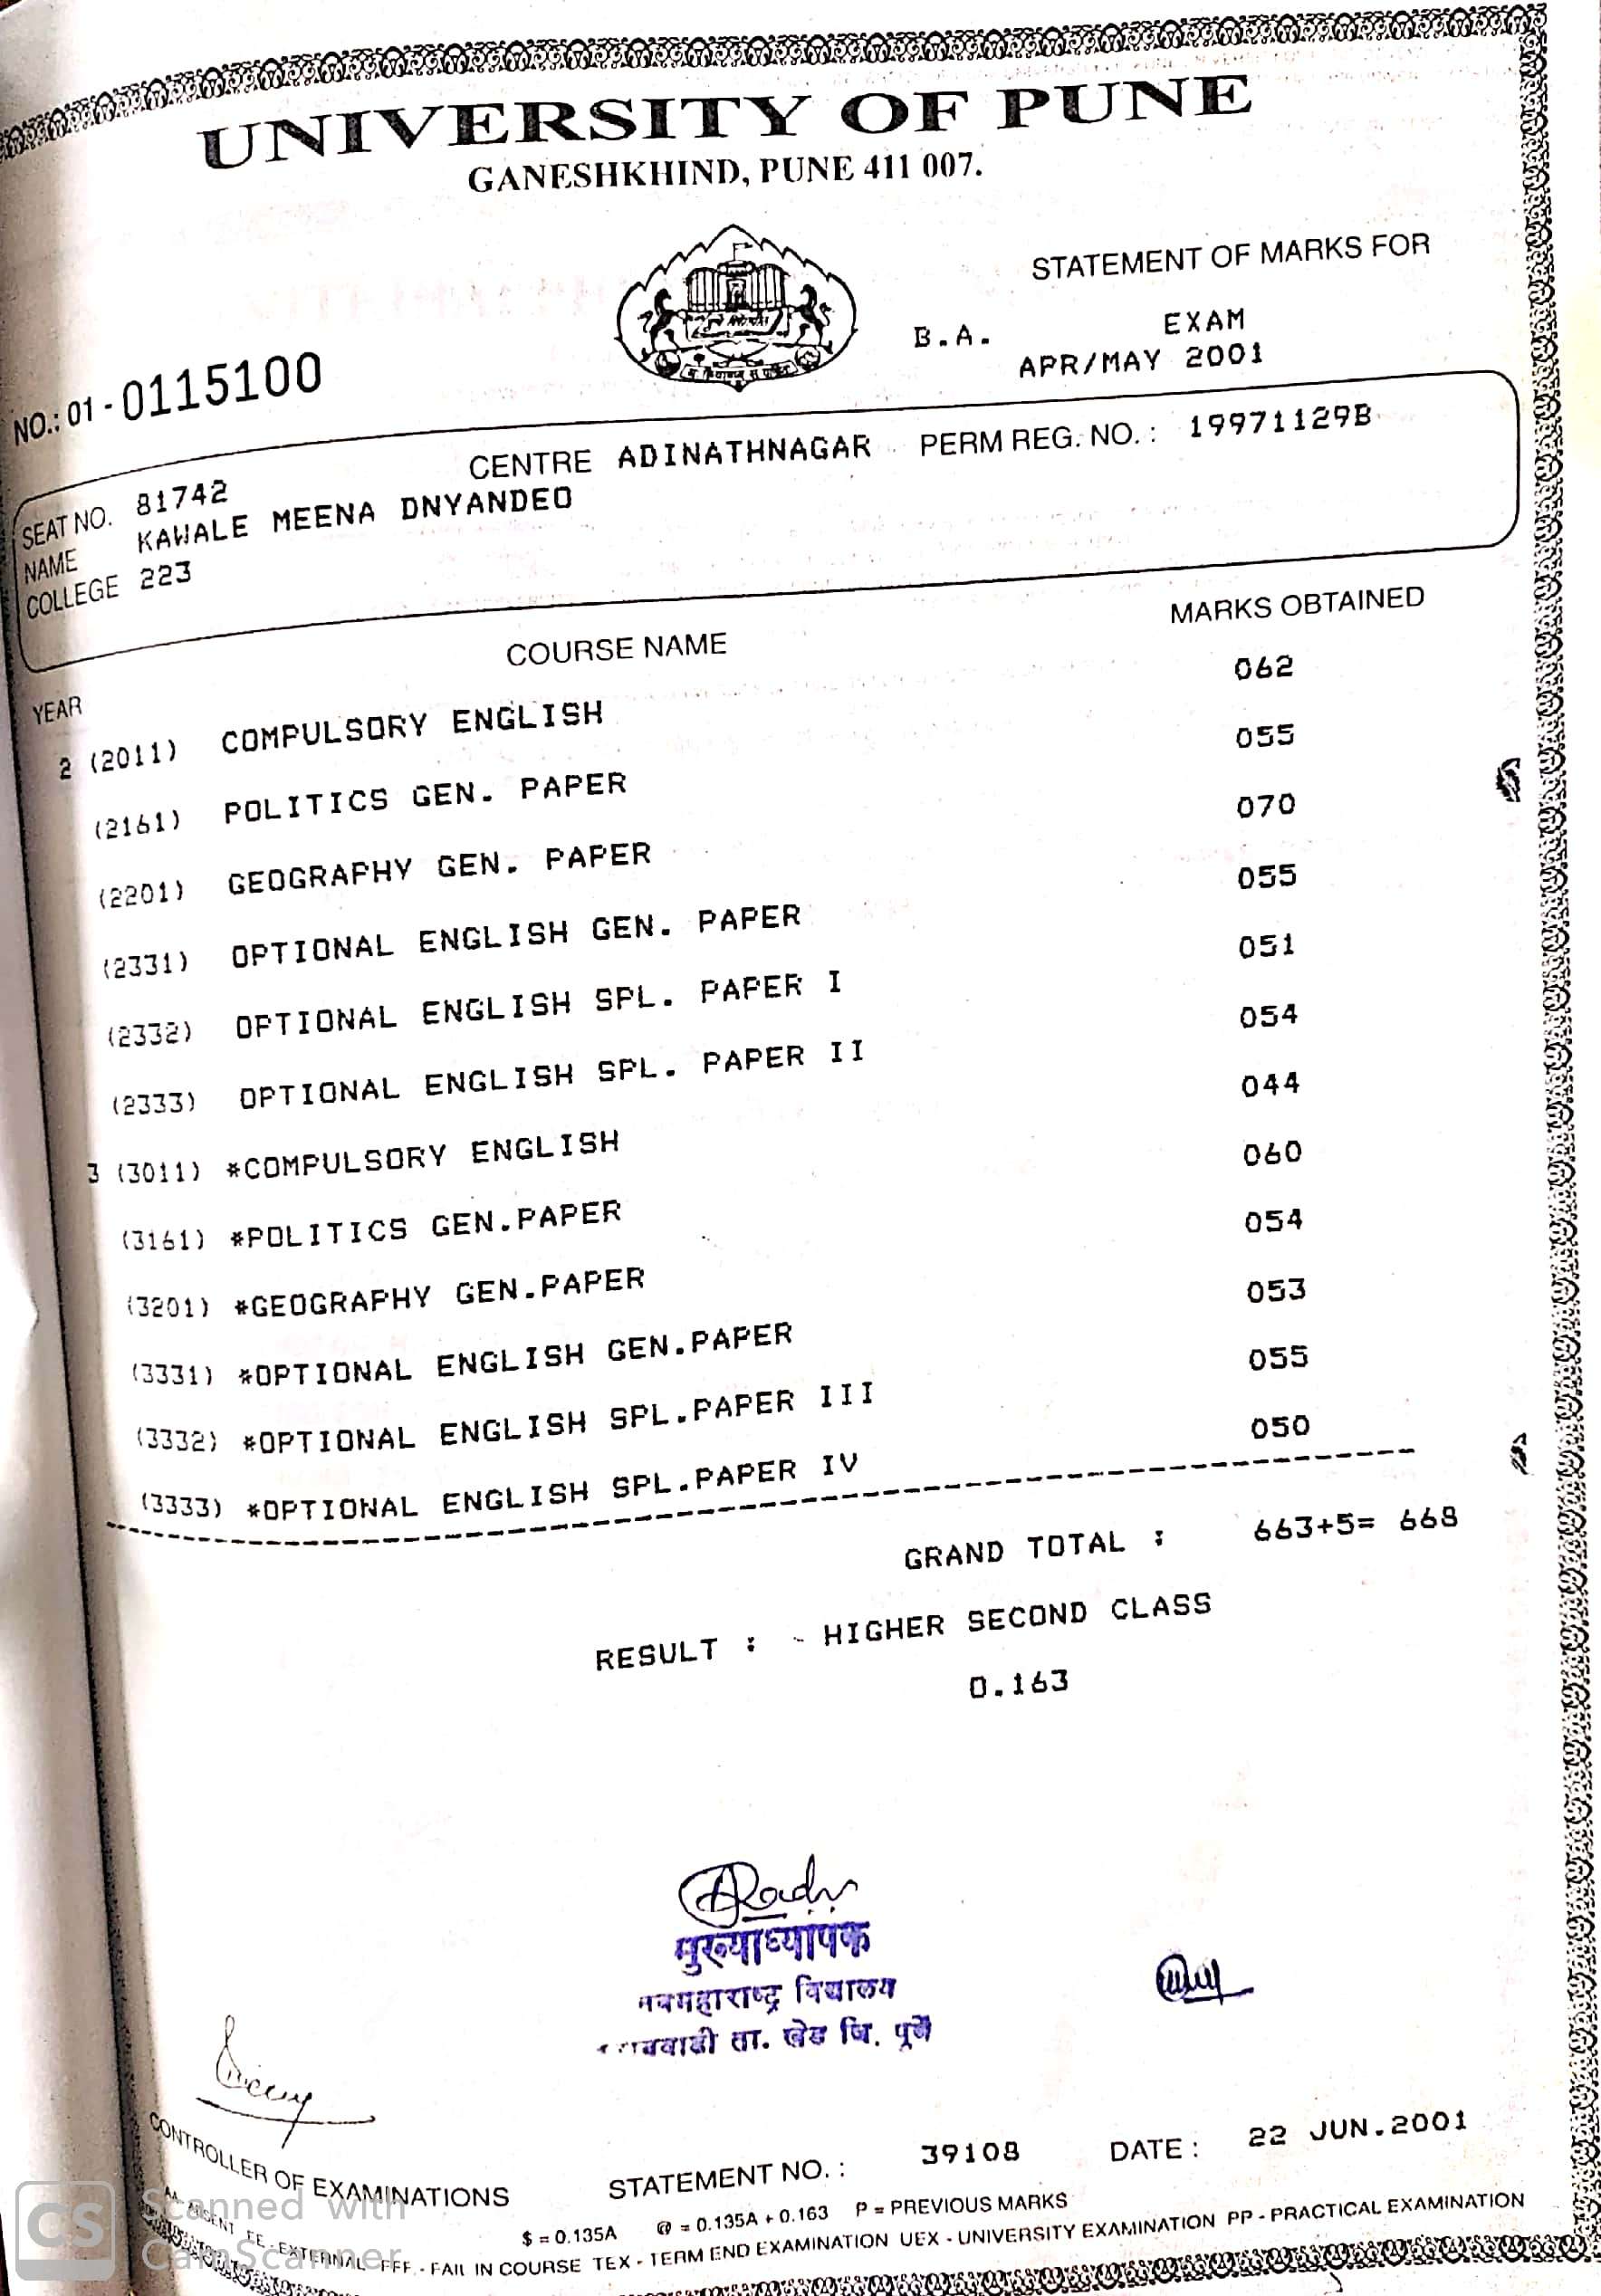 UNIVERSITY OF PUNE
GANESHKHIND, PUNE 411 007.
STATEMENT OF MARKS FOR
B.A. EXAM
APR/MAY 2001
NO.: 01 - 0115100
CENTRE ADINATHNAGAR PERM REG. NO. : 19971129B
SEAT NO. 81742
NAME KAWALE MEENA DNYANDEO
COLLEGE 223
YEAR COURSE NAME MARKS OBTAINED
2 (2011) COMPULSORY ENGLISH 062
(2161) POLITICS GEN. PAPER 055
(2201) GEOGRAPHY GEN. PAPER 070
(2331) OPTIONAL ENGLISH GEN. PAPER 055
(2332) OPTIONAL ENGLISH SPL. PAPER I 051
(2333) OPTIONAL ENGLISH SPL. PAPER II 054
3 (3011) *COMPULSORY ENGLISH 044
(3161) *POLITICS GEN.PAPER 060
(3201) *GEOGRAPHY GEN.PAPER 054
(3331) *OPTIONAL ENGLISH GEN.PAPER 053
(3332) *OPTIONAL ENGLISH SPL.PAPER III 055
(3333) *OPTIONAL ENGLISH SPL.PAPER IV 050
GRAND TOTAL : 663+5= 668
RESULT : HIGHER SECOND CLASS
0.163
मुख्याध्यापक
नवमहाराष्ट्र विद्यालय
ता. खेड जि. पुणे
CONTROLLER OF EXAMINATIONS
STATEMENT NO. : 39108 DATE : 22 JUN.2001
$ = 0.135A @ = 0.135A + 0.163 P = PREVIOUS MARKS
EE - EXTERNAL FFF - FAIL IN COURSE TEX - TERM END EXAMINATION UEX - UNIVERSITY EXAMINATION PP - PRACTICAL EXAMINATION
CS Scanned with
CamScanner